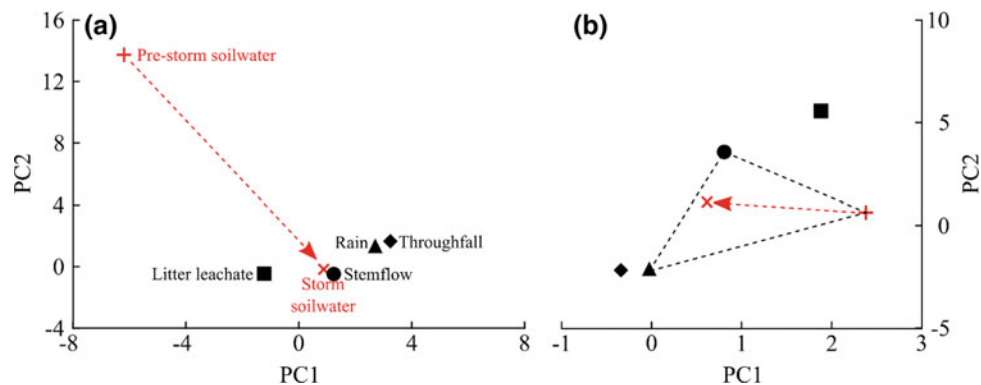 (a)
16
12
8
4
0
-4
PC2
Pre-storm soilwater
Rain
Throughfall
Litter leachate
Stemflow
Storm
soilwater
-8
-4
0
4
8
PC1
(b)
10
5
0
-5
PC2
-1
0
1
2
3
PC1